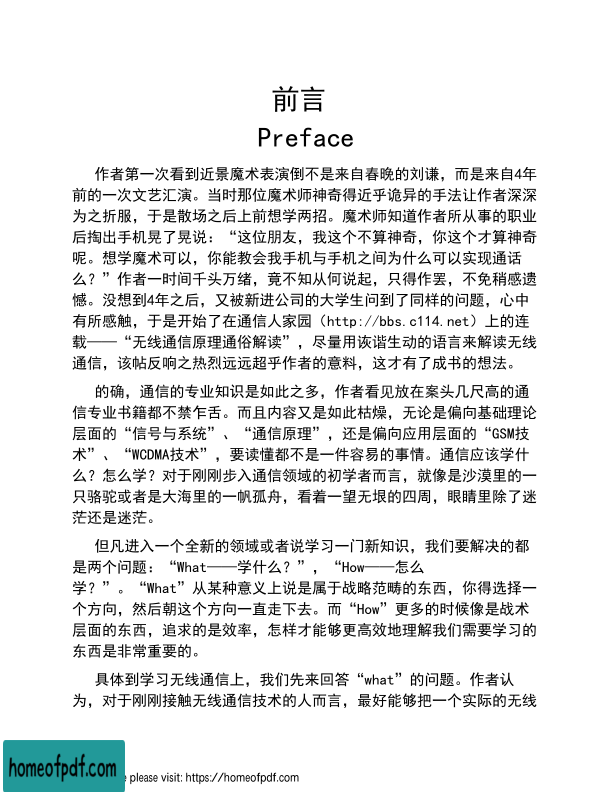 前言
Preface
作者第一次看到近景魔术表演倒不是来自春晚的刘谦，而是来自4年
前的一次文艺汇演。当时那位魔术师神奇得近乎诡异的手法让作者深深
为之折服，于是散场之后上前想学两招。魔术师知道作者所从事的职业
后掏出手机晃了晃说：“这位朋友，我这个不算神奇，你这个才算神奇
呢。想学魔术可以，你能教会我手机与手机之间为什么可以实现通话
么？”作者一时间千头万绪，竟不知从何说起，只得作罢，不免稍感遗
憾。没想到4年之后，又被新进公司的大学生问到了同样的问题，心中
有所感触，于是开始了在通信人家园（http://bbs.c114.net）上的连
载——“无线通信原理通俗解读”，尽量用诙谐生动的语言来解读无线
通信，该帖反响之热烈远远超乎作者的意料，这才有了成书的想法。
的确，通信的专业知识是如此之多，作者看见放在案头几尺高的通
信专业书籍都不禁乍舌。而且内容又是如此枯燥，无论是偏向基础理论
层面的“信号与系统”、“通信原理”，还是偏向应用层面的“GSM技
术”、“WCDMA技术”，要读懂都不是一件容易的事情。通信应该学什
么？怎么学？对于刚刚步入通信领域的初学者而言，就像是沙漠里的一
只骆驼或者是大海里的一帆孤舟，看着一望无垠的四周，眼睛里除了迷
茫还是迷茫。
但凡进入一个全新的领域或者说学习一门新知识，我们要解决的都
是两个问题：“What——学什么？”，“How——怎么
学？”。“What”从某种意义上说是属于战略范畴的东西，你得选择一
个方向，然后朝这个方向一直走下去。而“How”更多的时候像是战术
层面的东西，追求的是效率，怎样才能够更高效地理解我们需要学习的
东西是非常重要的。
具体到学习无线通信上，我们先来回答“what”的问题。作者认
为，对于刚刚接触无线通信技术的人而言，最好能够把一个实际的无线
homeofpdf.com
e please visit: https://homeofpdf.com